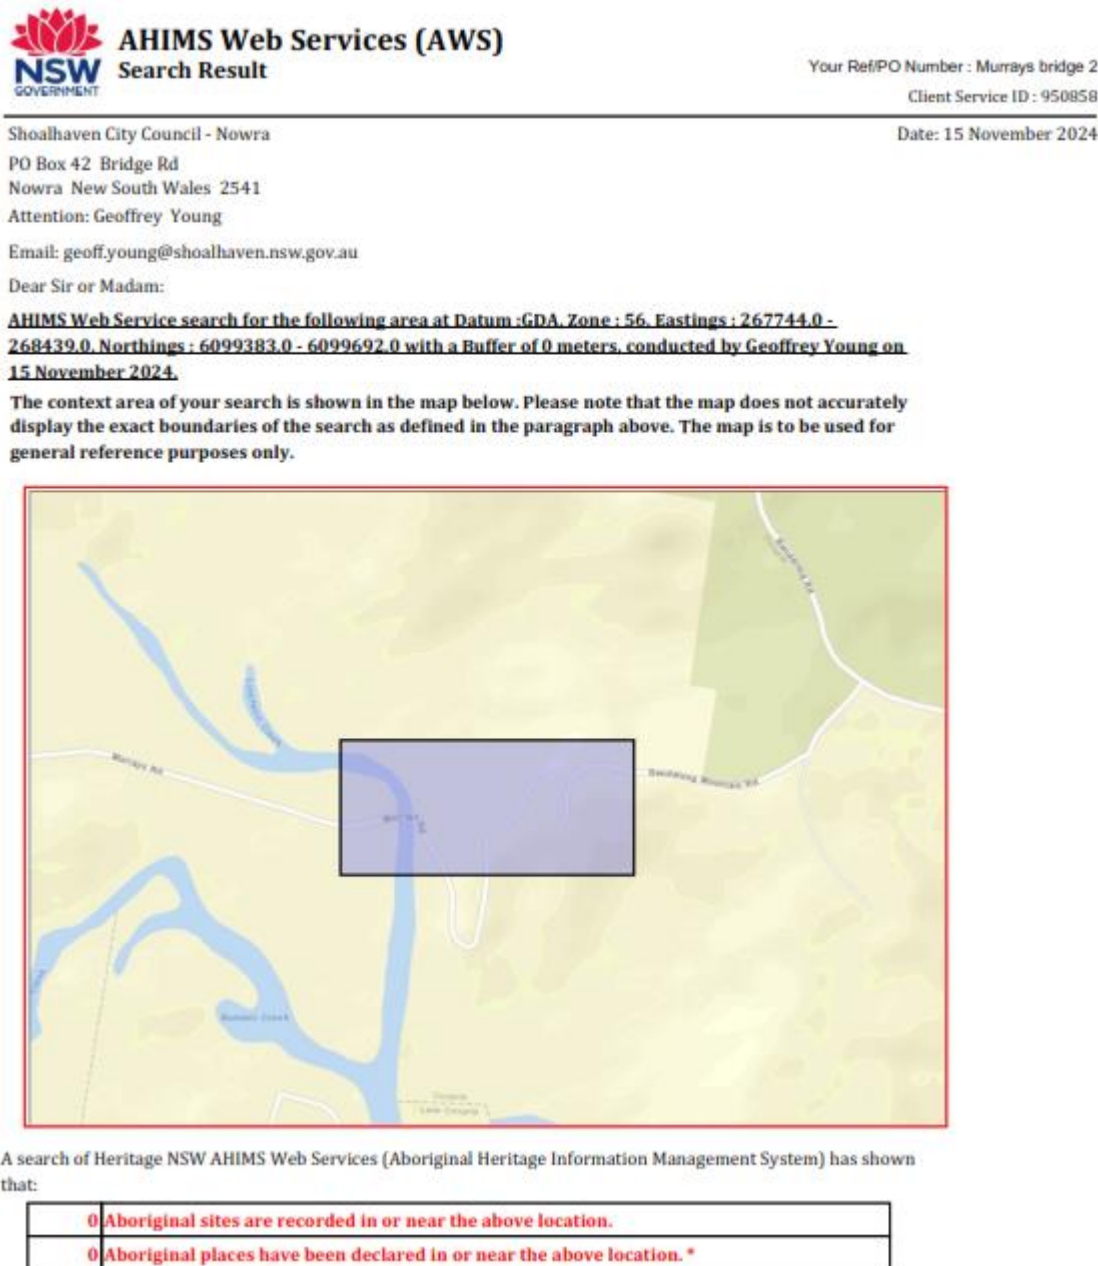 AHIMS Web Services (AWS)
Search Result
NSW
GOVERNMENT
Your Ref/PO Number : Murrays bridge 2
Client Service ID : 950858
Shoalhaven City Council - Nowra
Date: 15 November 2024
PO Box 42 Bridge Rd
Nowra New South Wales 2541
Attention: Geoffrey Young
Email: geoff.young@shoalhaven.nsw.gov.au
Dear Sir or Madam:
AHIMS Web Service search for the following area at Datum :GDA, Zone : 56, Eastings : 267744.0 -
268439.0, Northings : 6099383.0 - 6099692.0 with a Buffer of 0 meters, conducted by Geoffrey Young on
15 November 2024.
The context area of your search is shown in the map below. Please note that the map does not accurately
display the exact boundaries of the search as defined in the paragraph above. The map is to be used for
general reference purposes only.
Murrays Rd
Mountain Rd
Creek
A search of Heritage NSW AHIMS Web Services (Aboriginal Heritage Information Management System) has shown
that:
0 Aboriginal sites are recorded in or near the above location.
0 Aboriginal places have been declared in or near the above location. *